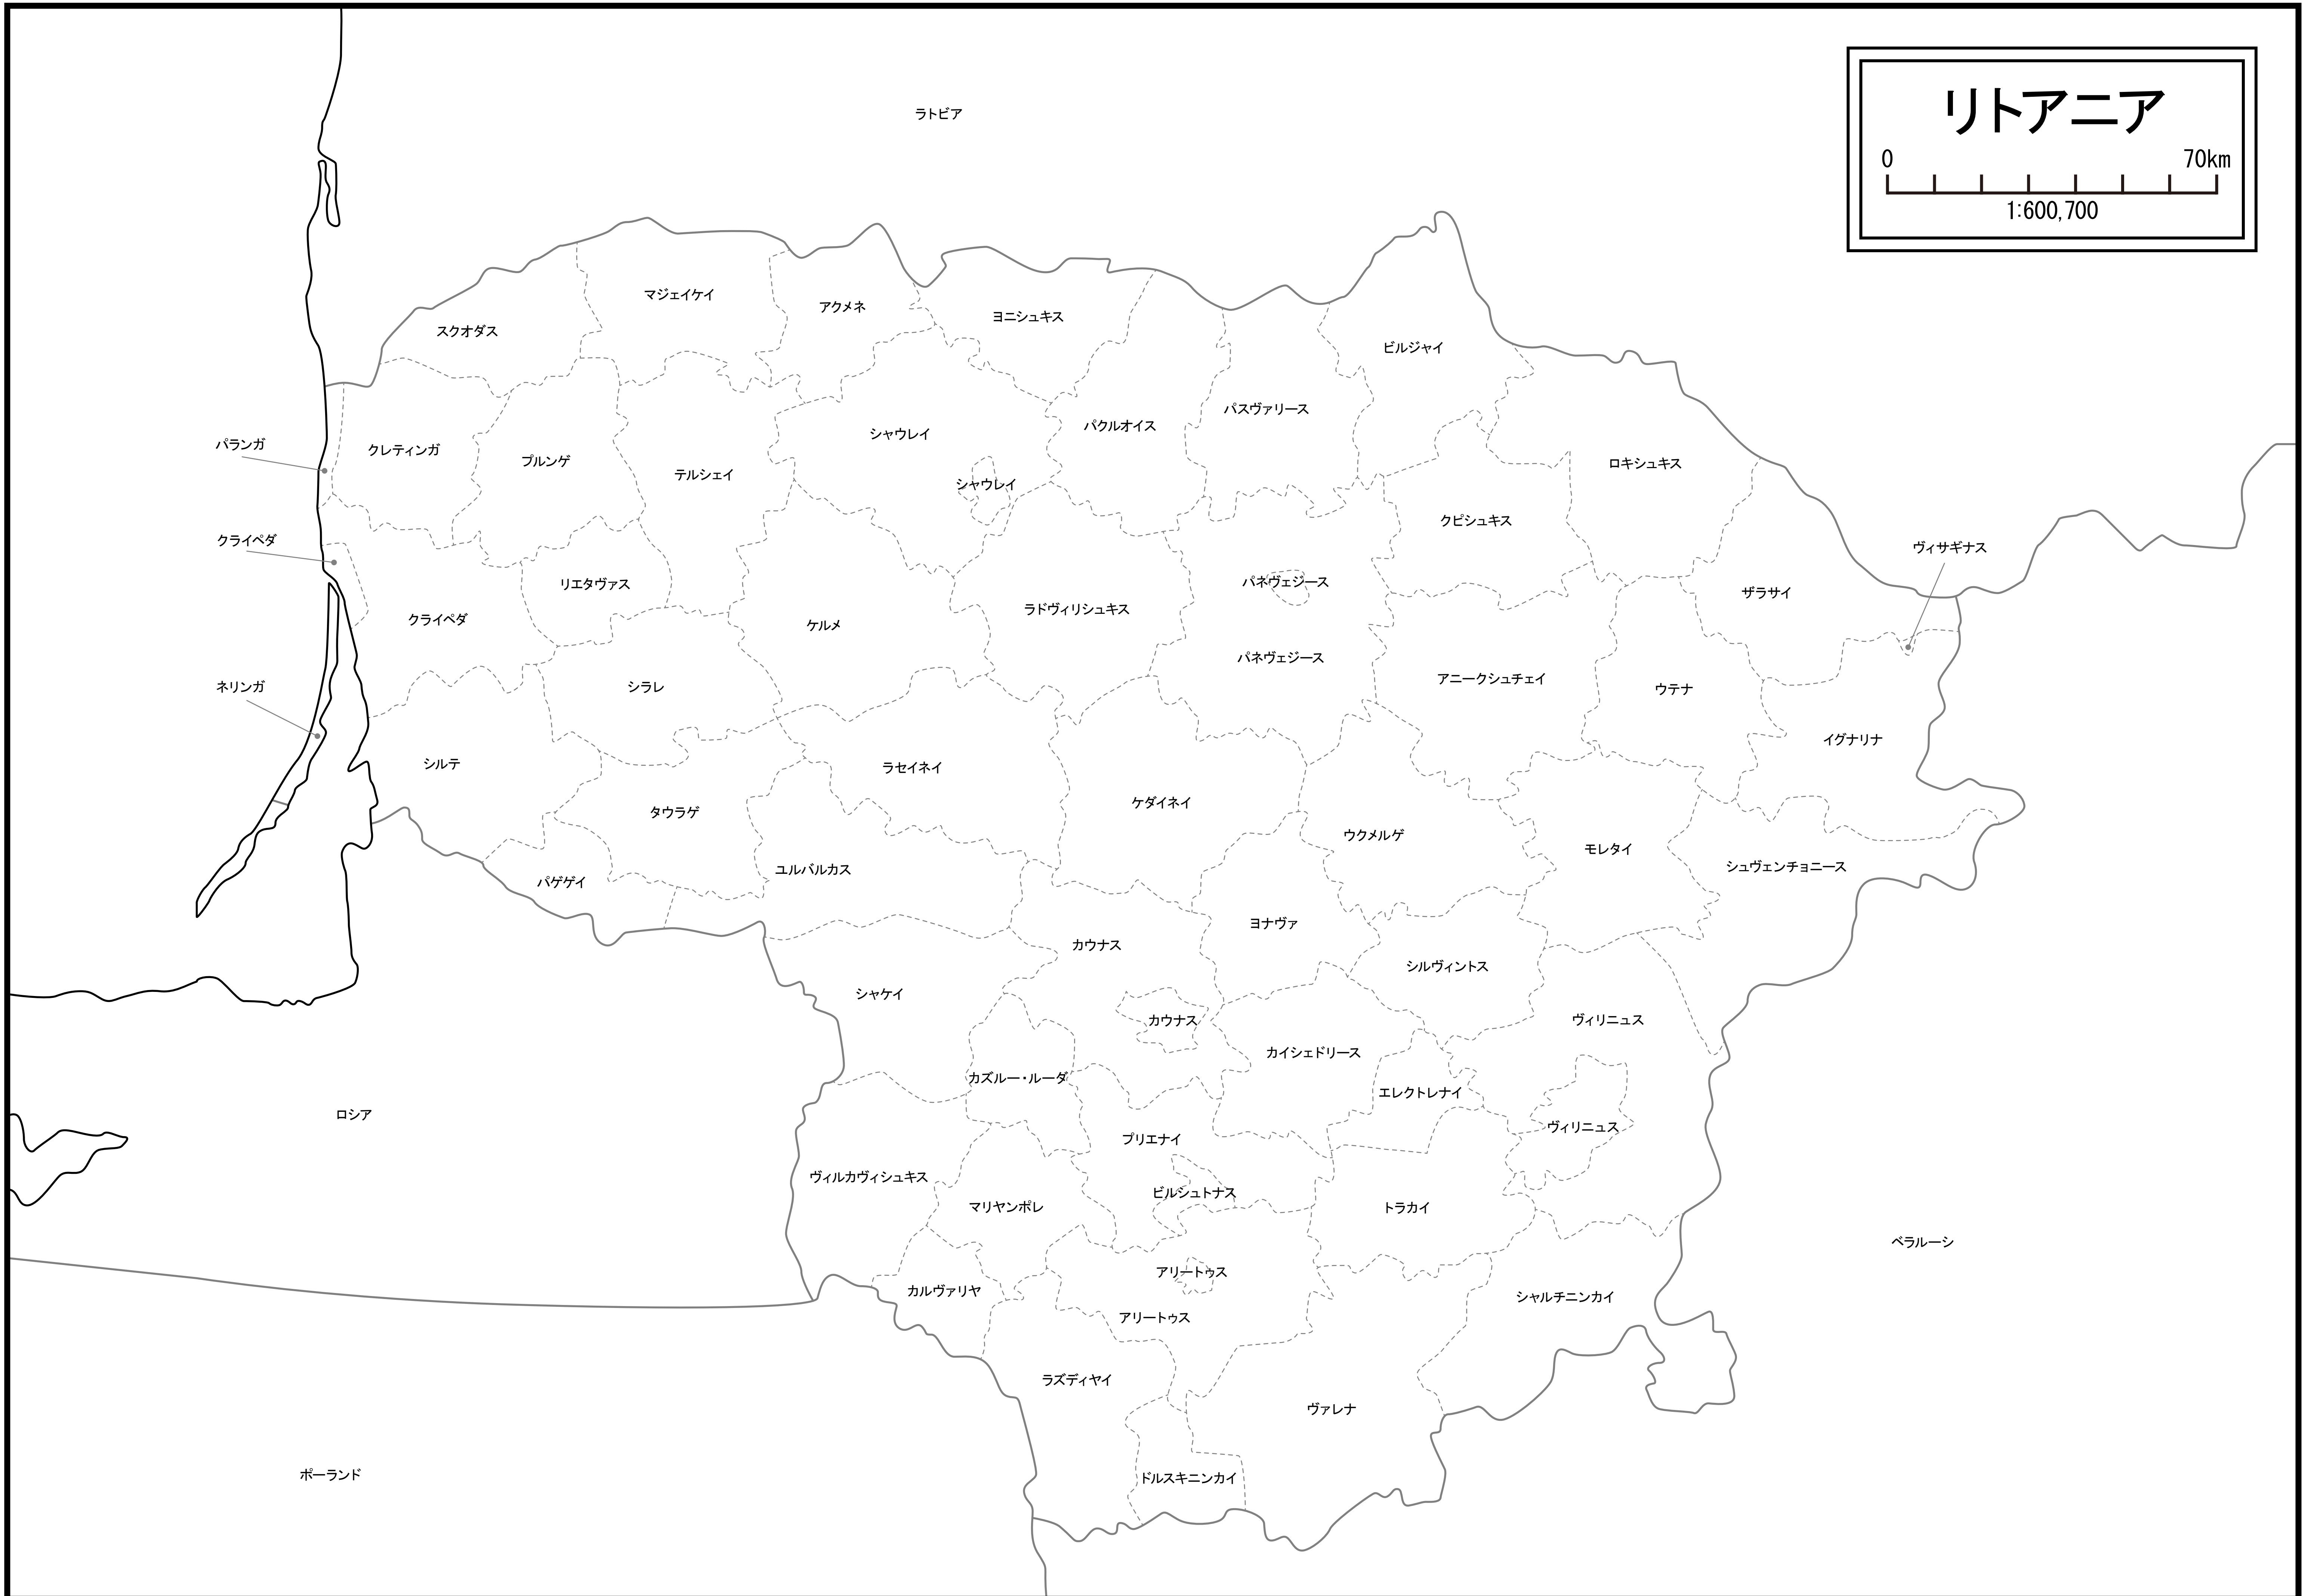 リトアニア
0
70km
1:600,700
ラトビア
マジェイケイ
アクメネ
ヨニシュキス
スクオダス
ビルジャイ
パスヴァリース
パクルオイス
シャウレイ
パランガ
クレティンガ
プルンゲ
テルシェイ
ロキシュキス
シャウレイ
クピシュキス
クライペダ
ヴィサギナス
リエタヴァス
パネヴェジース
ザラサイ
クライペダ
ケルメ
ラドヴィリシュキス
パネヴェジース
アニークシュチェイ
ネリンガ
シラレ
ウテナ
イグナリナ
シルテ
ラセイネイ
ケダイネイ
タウラゲ
ウクメルゲ
モレタイ
シュヴェンチョニース
ユルバルカス
パゲゲイ
ヨナヴァ
カウナス
シルヴィントス
シャケイ
カウナス
ヴィリニュス
カイシェドリース
カズルー・ルーダ
エレクトレナイ
ロシア
ヴィリニュス
プリエナイ
ヴィルカヴィシュキス
ビルシュトナス
マリヤンポレ
トラカイ
ベラルーシ
アリートゥス
カルヴァリヤ
シャルチニンカイ
アリートゥス
ラズディヤイ
ヴァレナ
ポーランド
ドルスキニンカイ